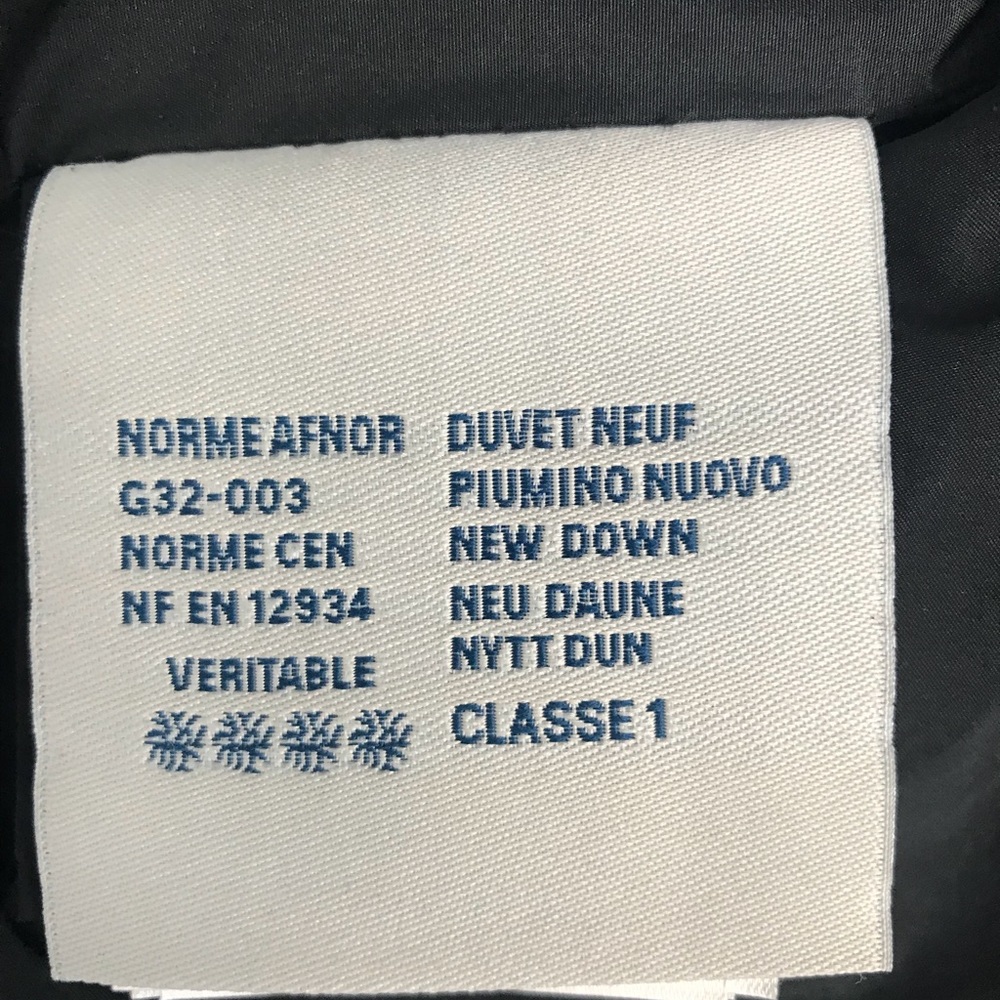 NORME AFNOR
G32-003
NORME CEN
NF EN 12934
VERITABLE
DUVET NEUF
PIUMINO NUOVO
NEW DOWN
NEU DAUNE
NYTT DUN
CLASSE 1